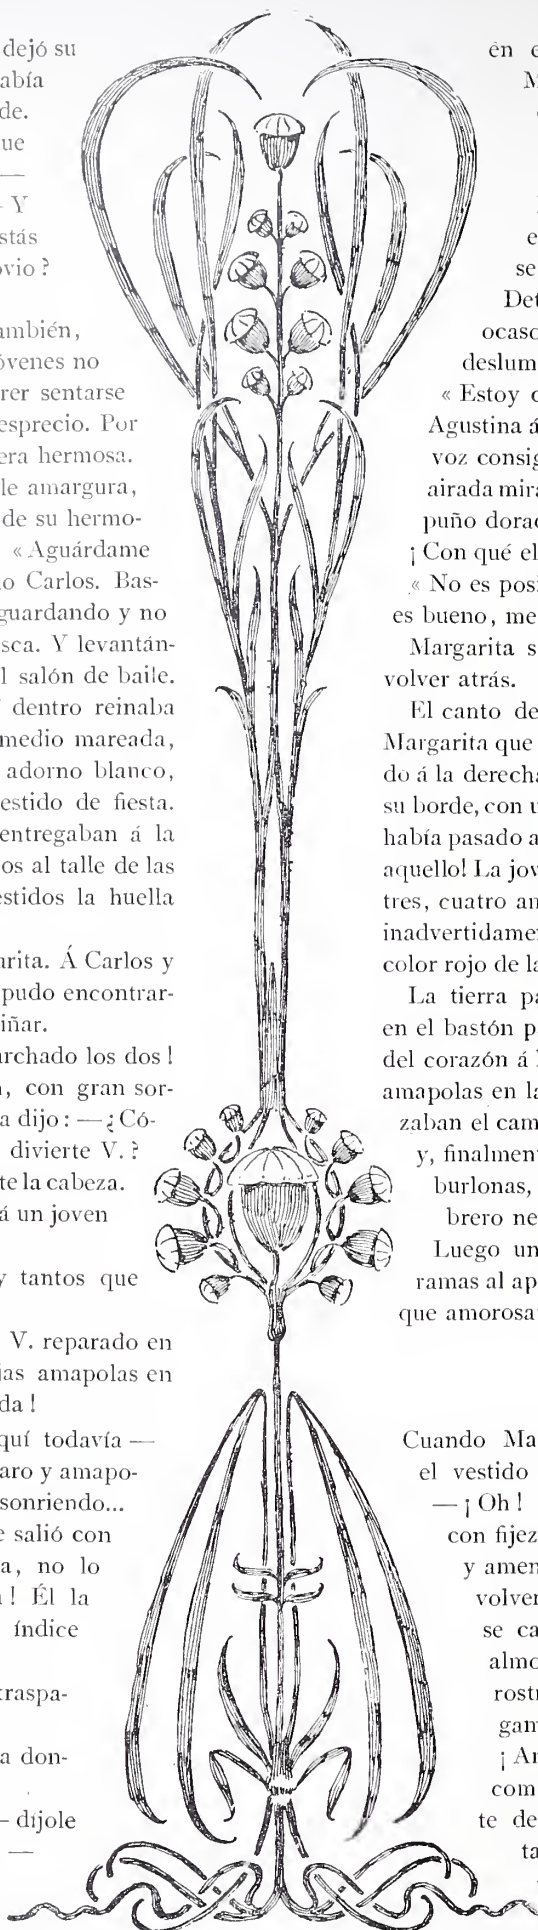 dejó su
abía
de.
ue
—
- Y
stás
ovio ?
ambién,
óvenes no
rer sentarse
esprecio. Por
era hermosa.
le amargura,
de su hermo-
« Aguárdame
o Carlos. Bas-
guardando y no
sca. Y levantán-
l salón de baile.
dentro reinaba
medio mareada,
adorno blanco,
estido de fiesta.
entregaban á la
os al talle de las
estidos la huella
arita. Á Carlos y
pudo encontrar-
iñar.
archado los dos !
, con gran sor-
a dijo : — ¿ Có-
divierte V. ?
te la cabeza.
á un joven
y tantos que
V. reparado en
ias amapolas en
da !
quí todavía —
aro y amapo-
sonriendo...
e salió con
a, no lo
! Él la
índice
traspa-
a don-
— díjole
—
én e
M
e
se
Det
ocaso
deslum
« Estoy c
Agustina á
voz consig
airada mira
puño dorac
¡ Con qué el
« No es posi
es bueno, me
Margarita s
volver atrás.
El canto de
Margarita que
do á la derecha
su borde, con u
había pasado a
aquello! La jov
tres, cuatro an
inadvertidamer
color rojo de la
La tierra pa
en el bastón p
del corazón á l
amapolas en la
zaban el cam
y, finalment
burlonas,
brero ne
Luego un
ramas al ap
que amorosa
Cuando Ma
el vestido
— ¡ Oh !
con fijez
y amen
volver
se ca
almo
rostr
gam
¡ An
com
te de
ta